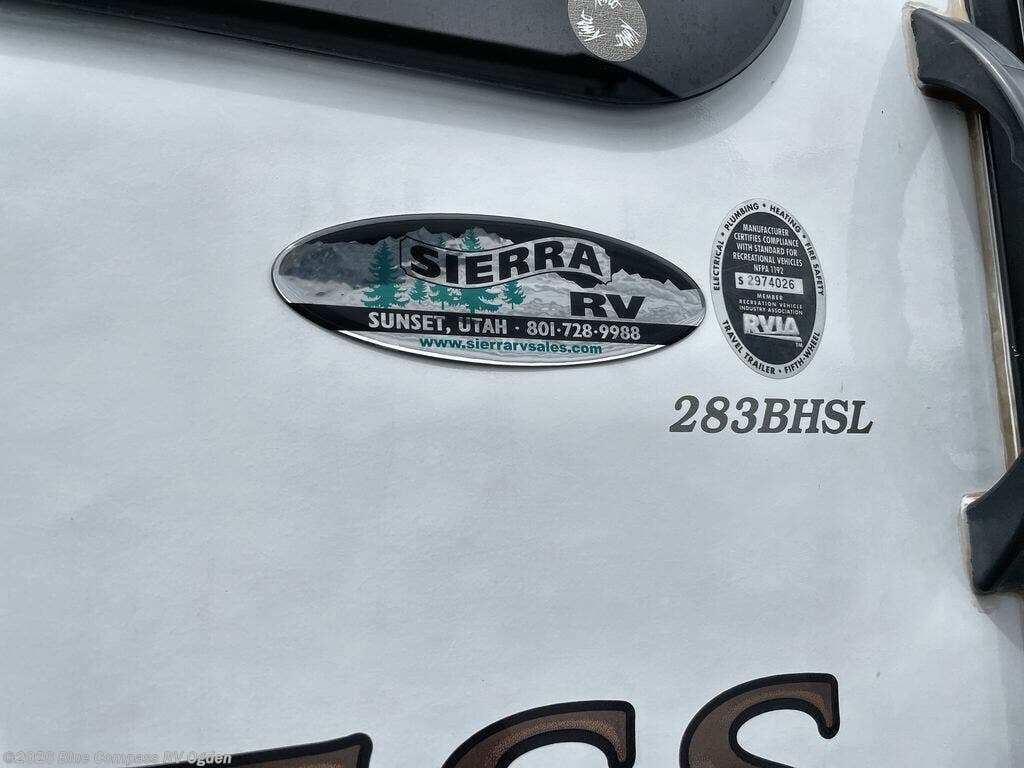 SIERRA
RV
SUNSET, UTAH · 801-728-9988
www.sierrarvsales.com
ELECTRICAL • PLUMBING • HEATING • FIRE SAFETY
MANUFACTURER
CERTIFIES COMPLIANCE
WITH STANDARD FOR
RECREATIONAL VEHICLES
NFPA 1192
S 2974026
MEMBER
RECREATION VEHICLE
INDUSTRY ASSOCIATION
RVIA
TM
TRAVEL TRAILER • FIFTH-WHEEL
283BHSL
©2026 Blue Compass RV Ogden